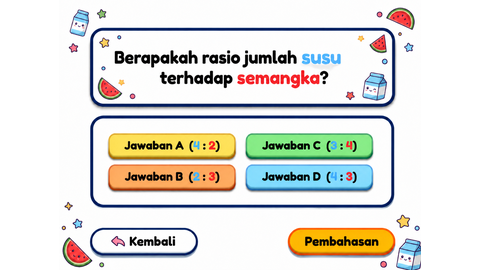 Berapakah rasio jumlah susu
terhadap semangka?
Jawaban A (4 : 2)
Jawaban C (3 : 4)
Jawaban B (2 : 3)
Jawaban D (4 : 3)
Kembali
Pembahasan